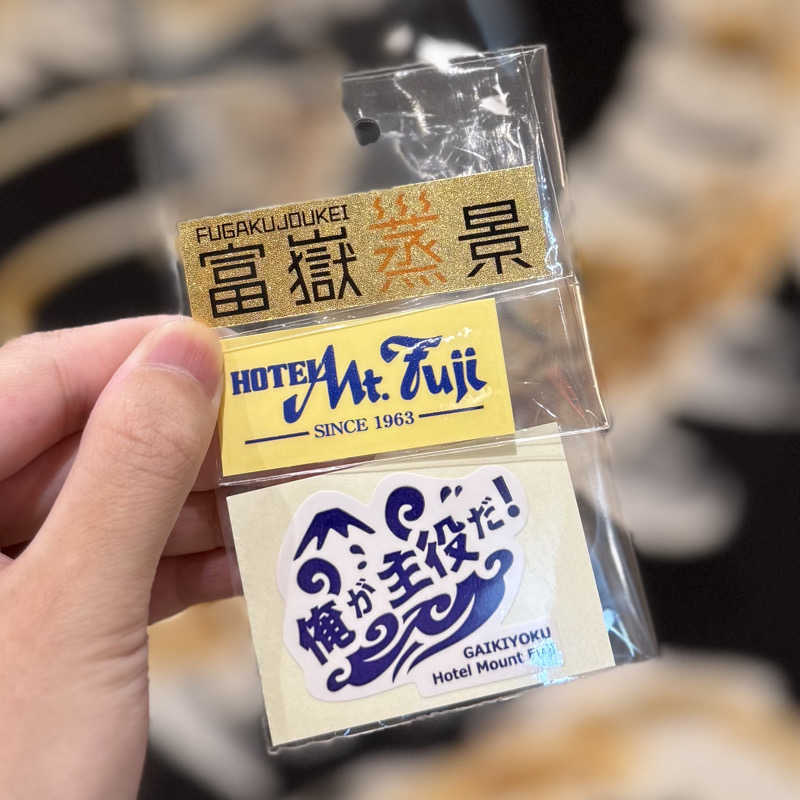 FUGAKUJOUKEI
富嶽蒸景
HOTEL Mt. Fuji
SINCE 1963
俺が主役だ!
GAIKIYOKU
Hotel Mount Fuji